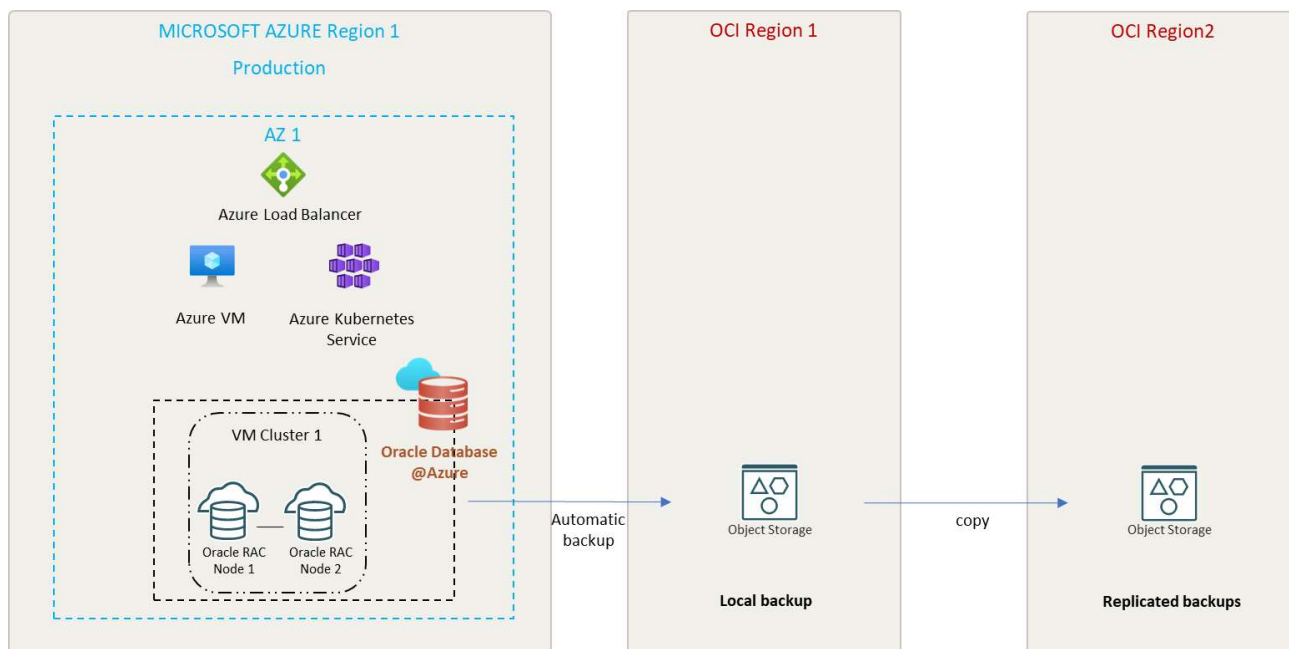 MICROSOFT AZURE Region 1
Production
AZ 1
Azure Load Balancer
Azure VM
Azure Kubernetes
Service
VM Cluster 1
Oracle Database
@Azure
Oracle RAC
Node 1
Oracle RAC
Node 2
Automatic
backup
OCI Region 1
Object Storage
Local backup
copy
OCI Region2
Object Storage
Replicated backups